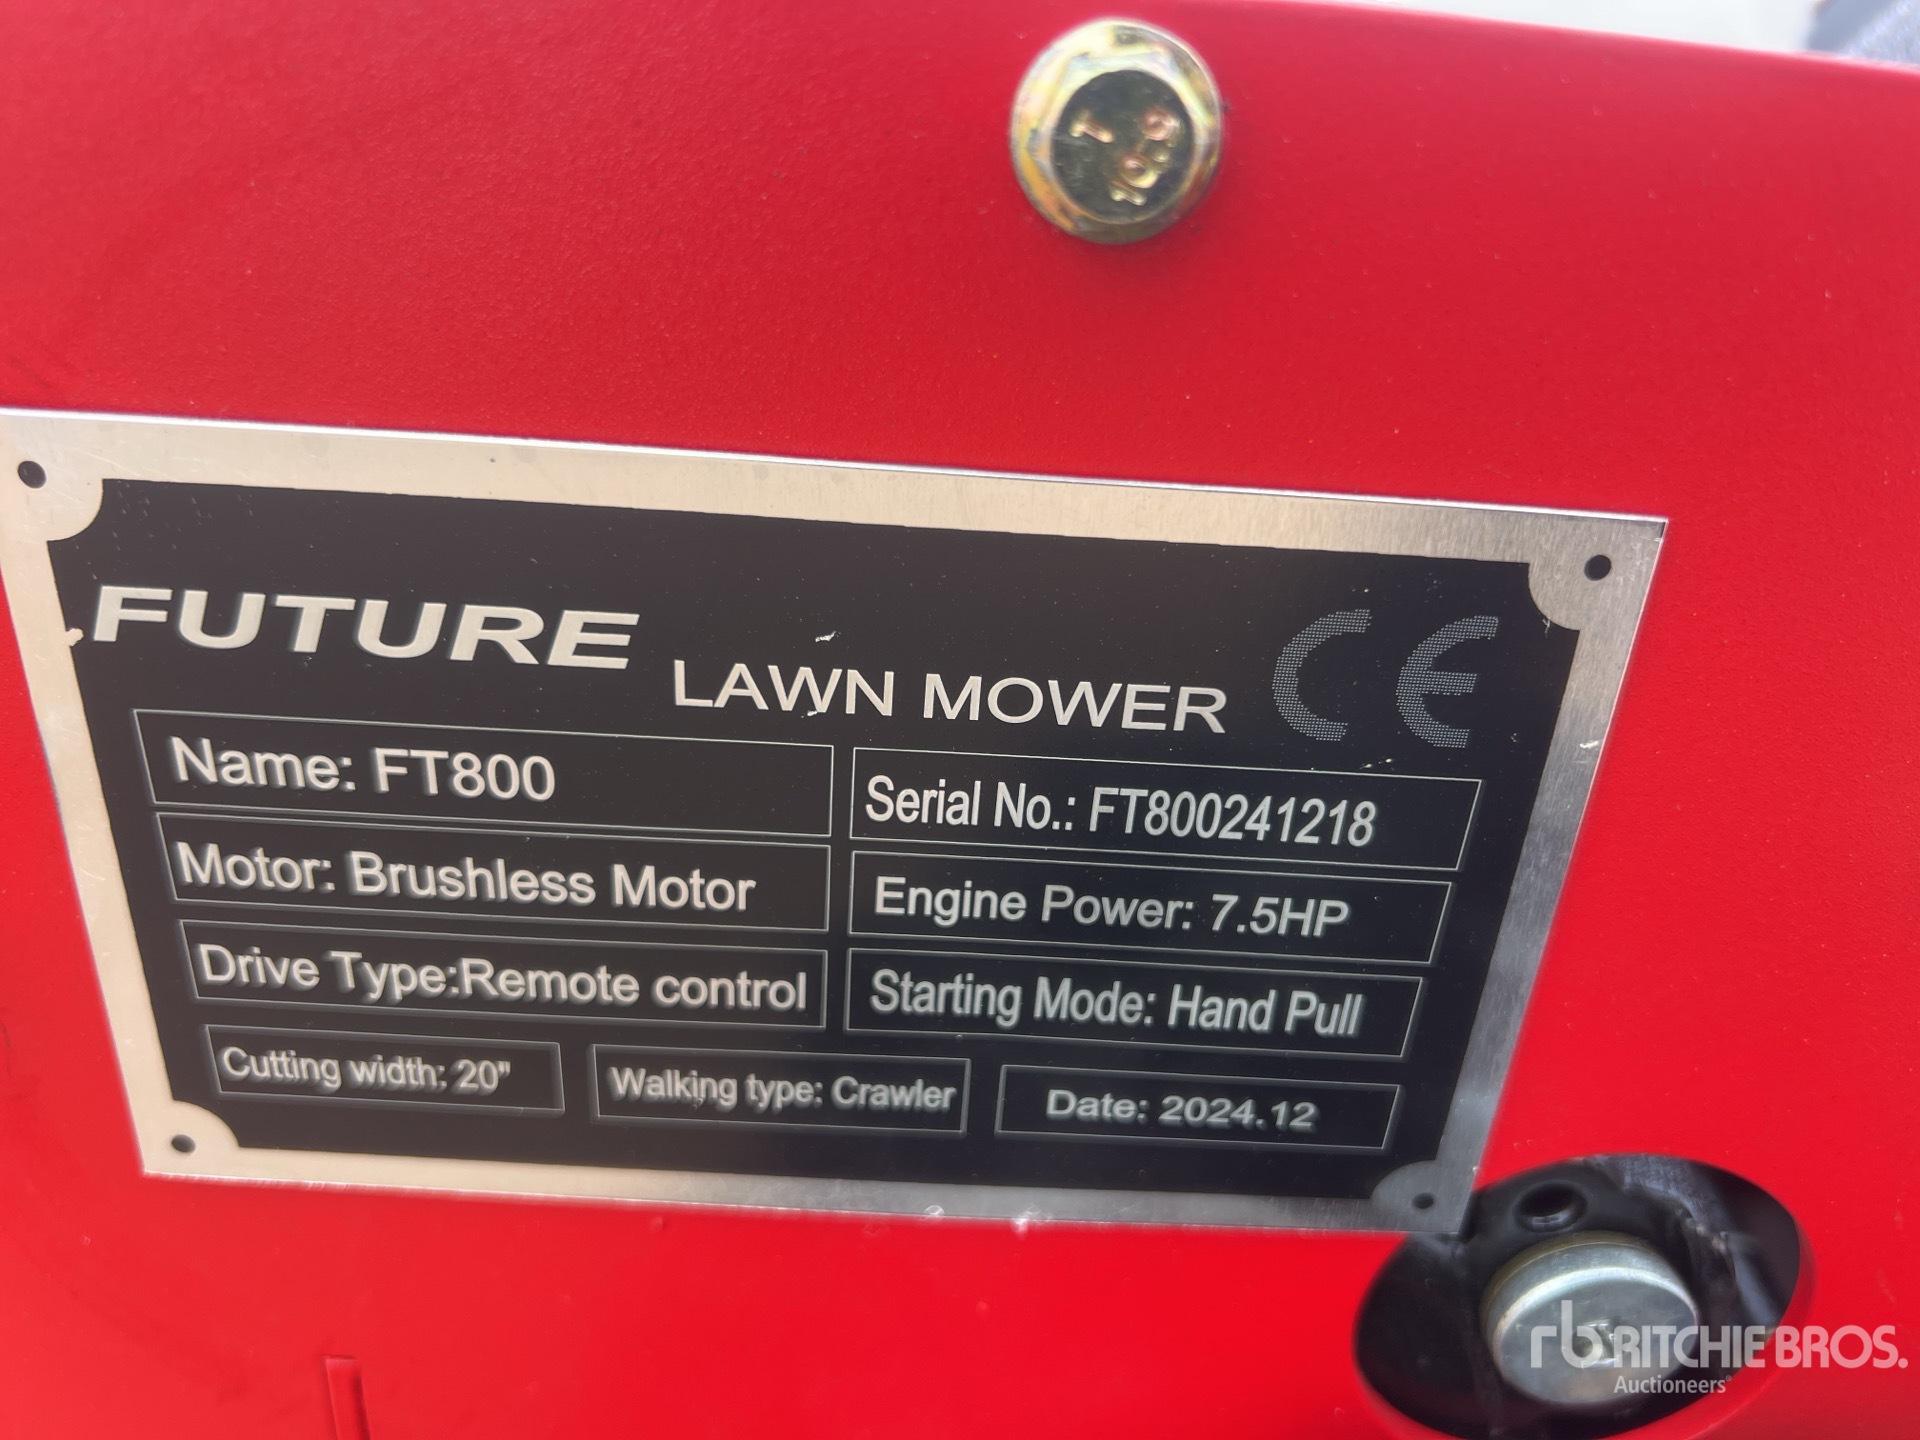 FUTURE LAWN MOWER CE
Name: FT800
Serial No.: FT800241218
Motor: Brushless Motor
Engine Power: 7.5HP
Drive Type:Remote control
Starting Mode: Hand Pull
Cutting width: 20"
Walking type: Crawler
Date: 2024.12
rb RITCHIE BROS.
Auctioneers